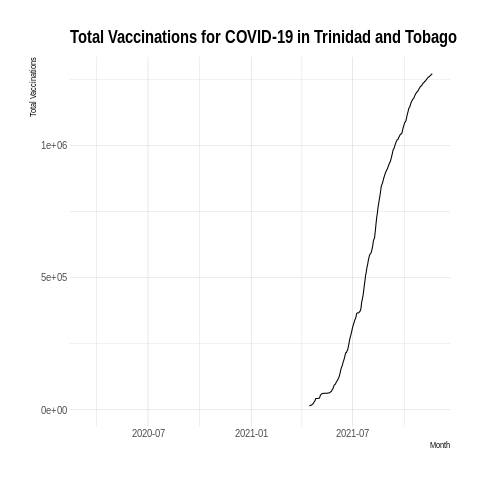 Total Vaccinations for COVID-19 in Trinidad and Tobago
Total Vaccinations
1e+06
5e+05
0e+00
2020-07 2021-01 2021-07
Month